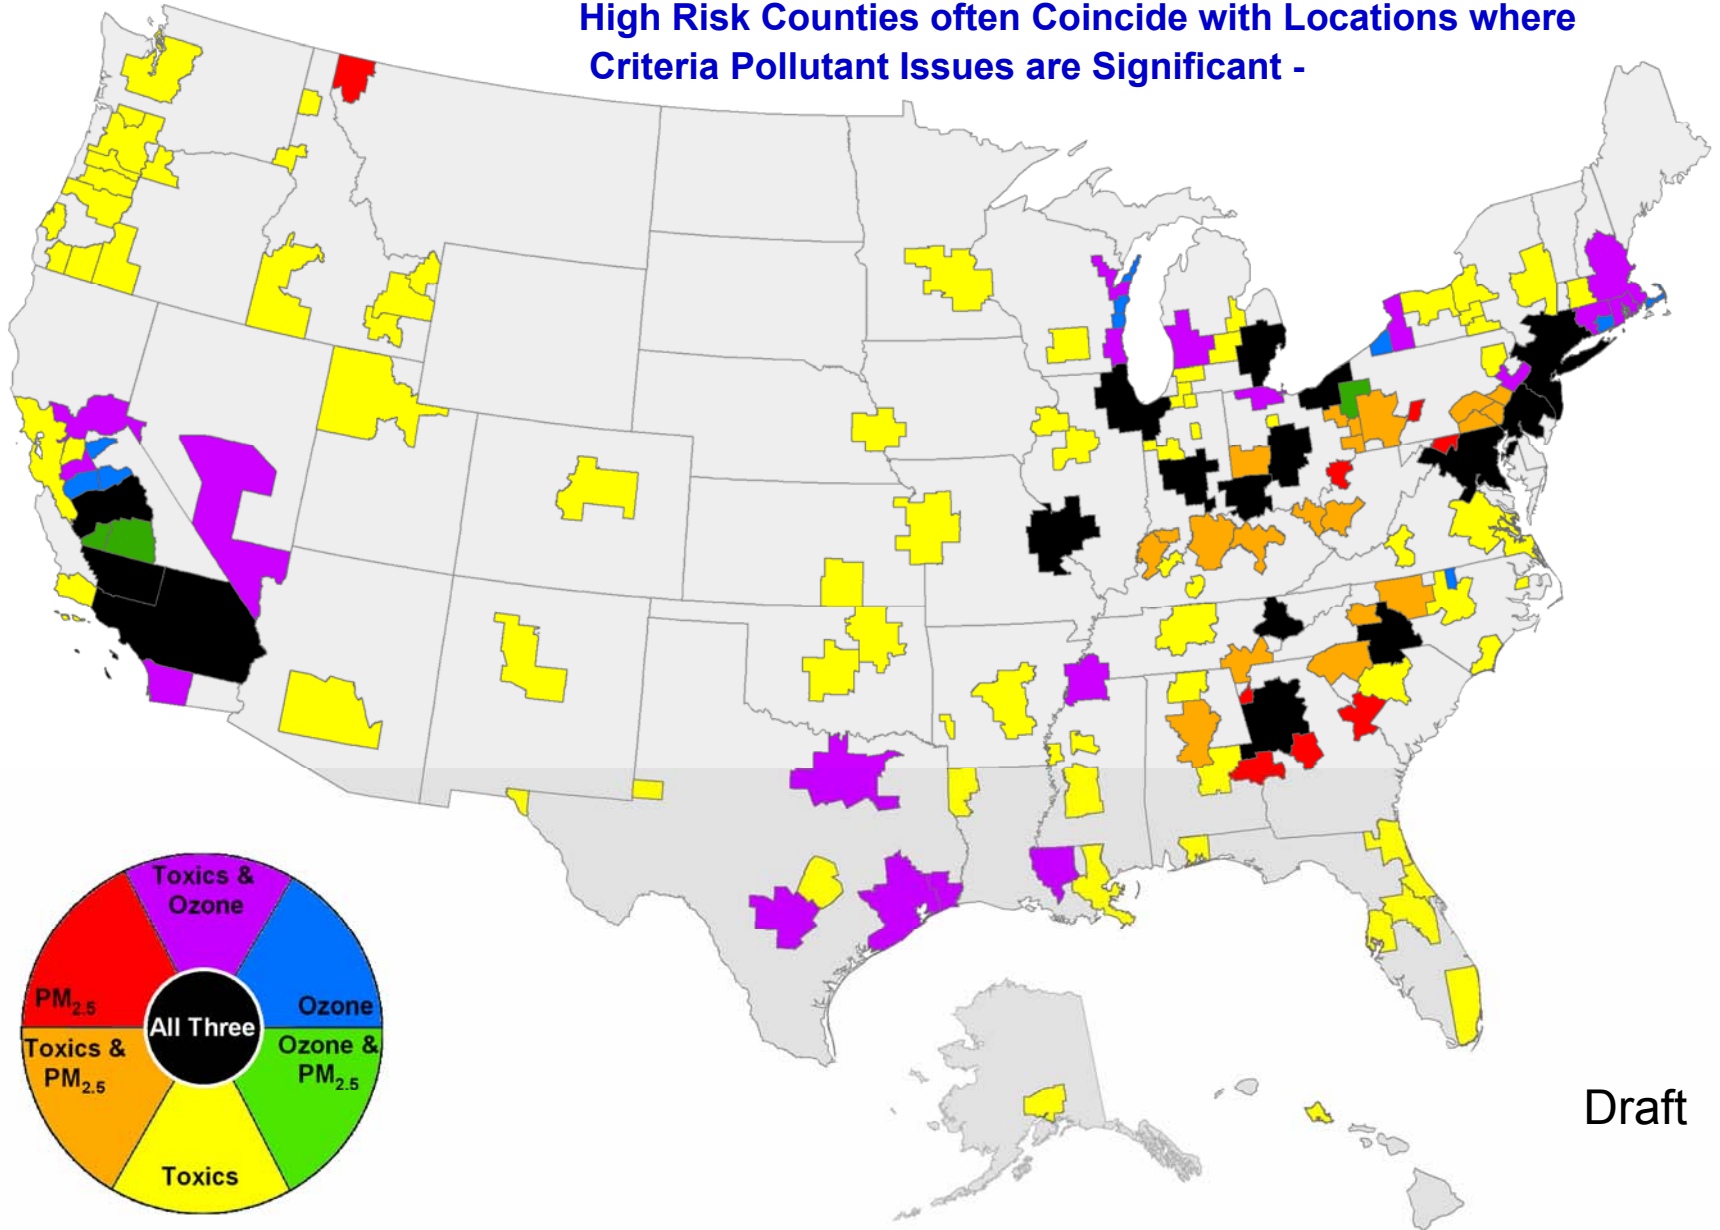 High Risk Counties often Coincide with Locations where
Criteria Pollutant Issues are Significant -
Toxics &
Ozone
PM2.5
Ozone
All Three
Toxics &
PM2.5
Ozone &
PM2.5
Toxics
Draft